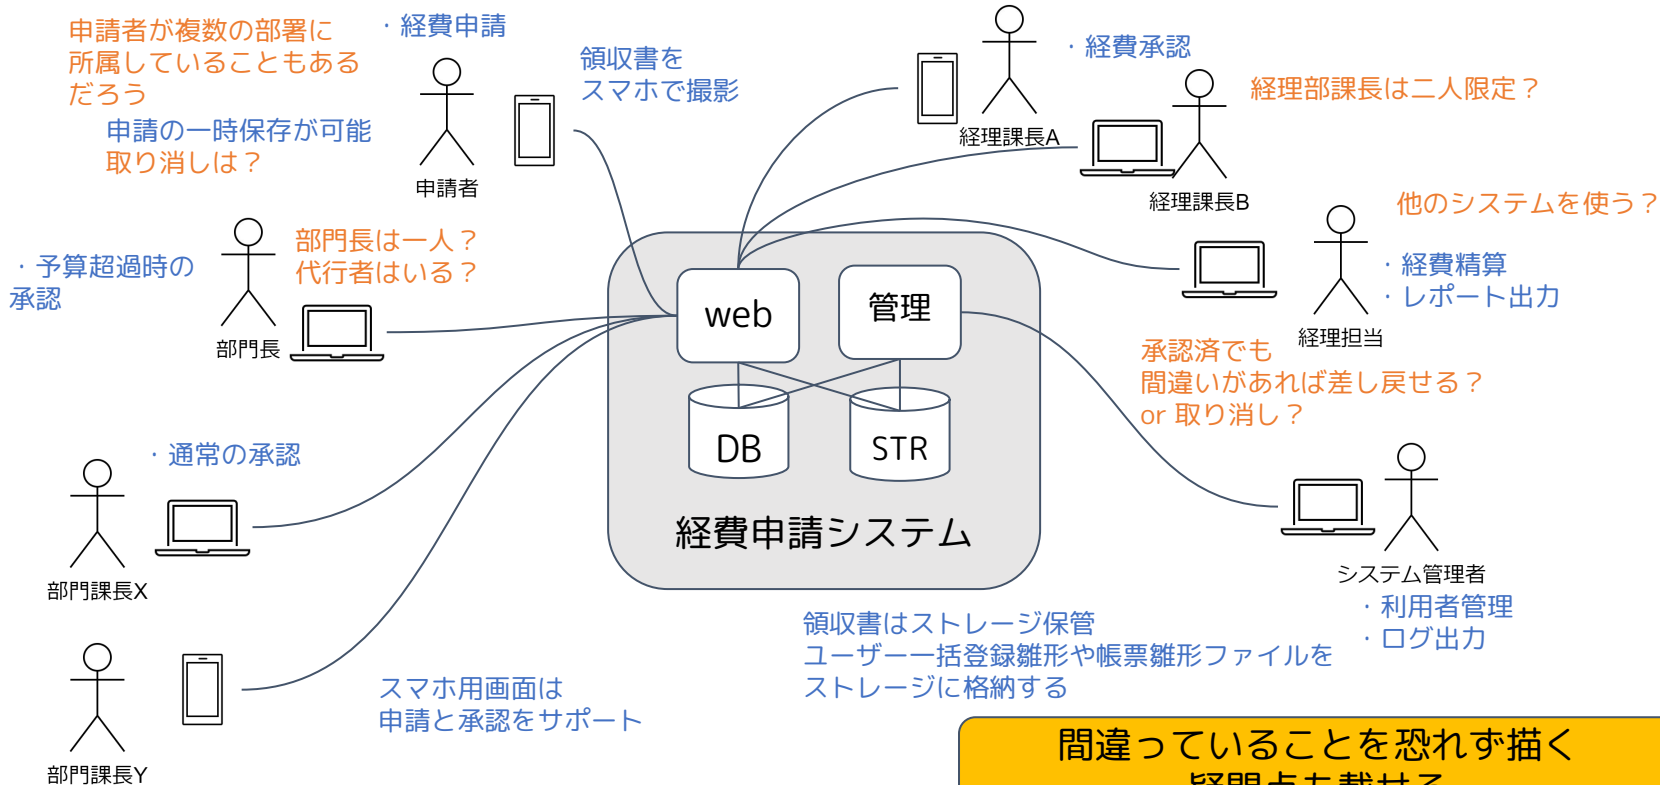 申請者が複数の部署に
所属していることもある
だろう
・経費申請
申請の一時保存が可能
取り消しは？
申請者
領収書を
スマホで撮影
経理課長A
・経費承認
経理部課長は二人限定？
経理課長B
他のシステムを使う？
・経費精算
・レポート出力
経理担当
・予算超過時の
承認
部門長は一人？
代行者はいる？
部門長
web
管理
DB
STR
経費申請システム
承認済でも
間違いがあれば差し戻せる？
or 取り消し？
・通常の承認
部門課長X
システム管理者
・利用者管理
・ログ出力
部門課長Y
スマホ用画面は
申請と承認をサポート
領収書はストレージ保管
ユーザー一括登録雛形や帳票雛形ファイルを
ストレージに格納する
間違っていることを恐れず描く
疑問点も載せる